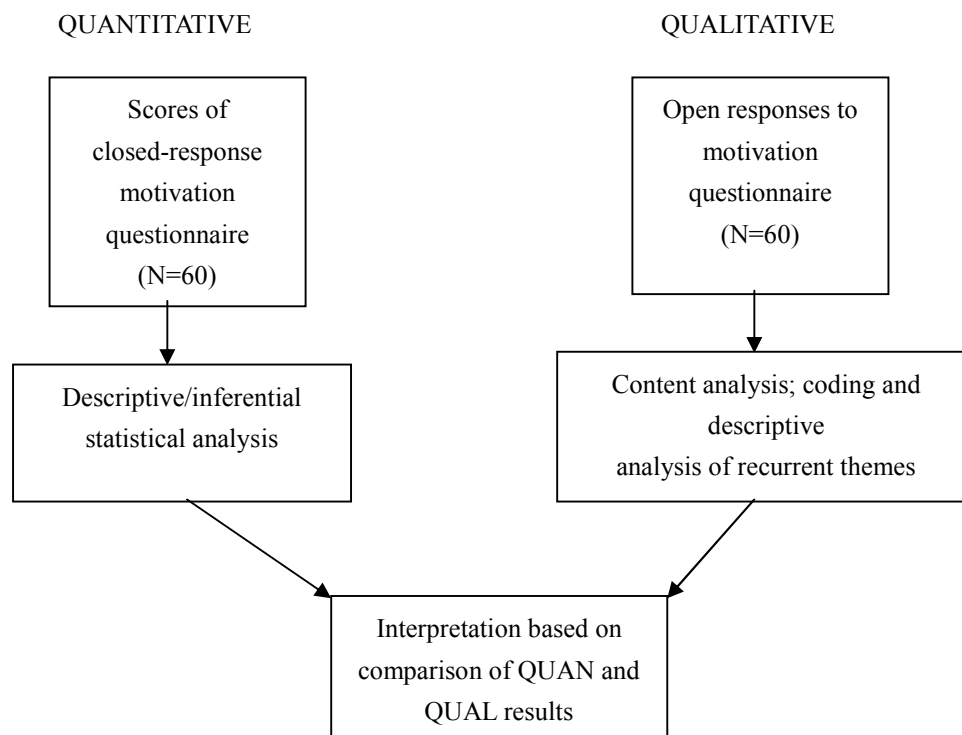 QUANTITATIVE
Scores of
closed-response
motivation
questionnaire
(N=60)
Descriptive/inferential
statistical analysis
QUALITATIVE
Open responses to
motivation
questionnaire
(N=60)
Content analysis; coding and
descriptive
analysis of recurrent themes
Interpretation based on
comparison of QUAN and
QUAL results